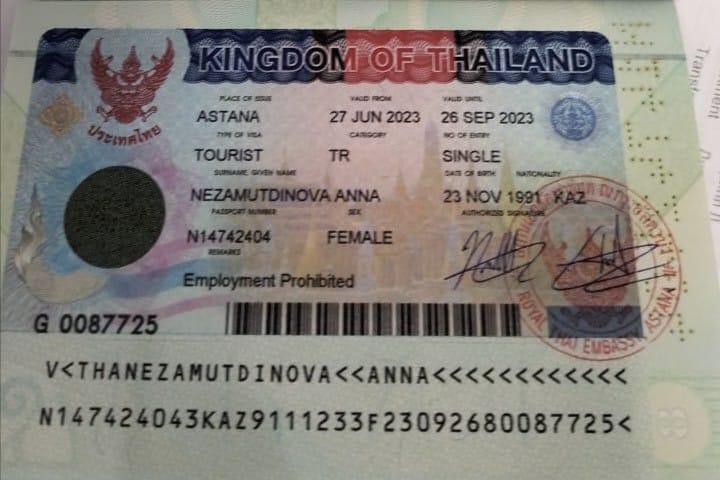 KINGDOM OF THAILAND
ประเทศไทย
PLACE OF ISSUE VALID FROM VALID UNTIL
ASTANA 27 JUN 2023 26 SEP 2023
TYPE OF VISA CATEGORY NO OF ENTRY
TOURIST TR SINGLE
SURNAME, GIVEN NAME DATE OF BIRTH NATIONALITY
NEZAMUTDINOVA ANNA 23 NOV 1991 KAZ
PASSPORT NUMBER SEX AUTHORIZED SIGNATURE
N14742404 FEMALE
REMARKS
Employment Prohibited
ROYAL THAI EMBASSY ASTANA
G 0087725
V<THANEZAMUTDINOVA<<ANNA<<<<<<<<<<<<
N147424043KAZ9111233F23092680087725<